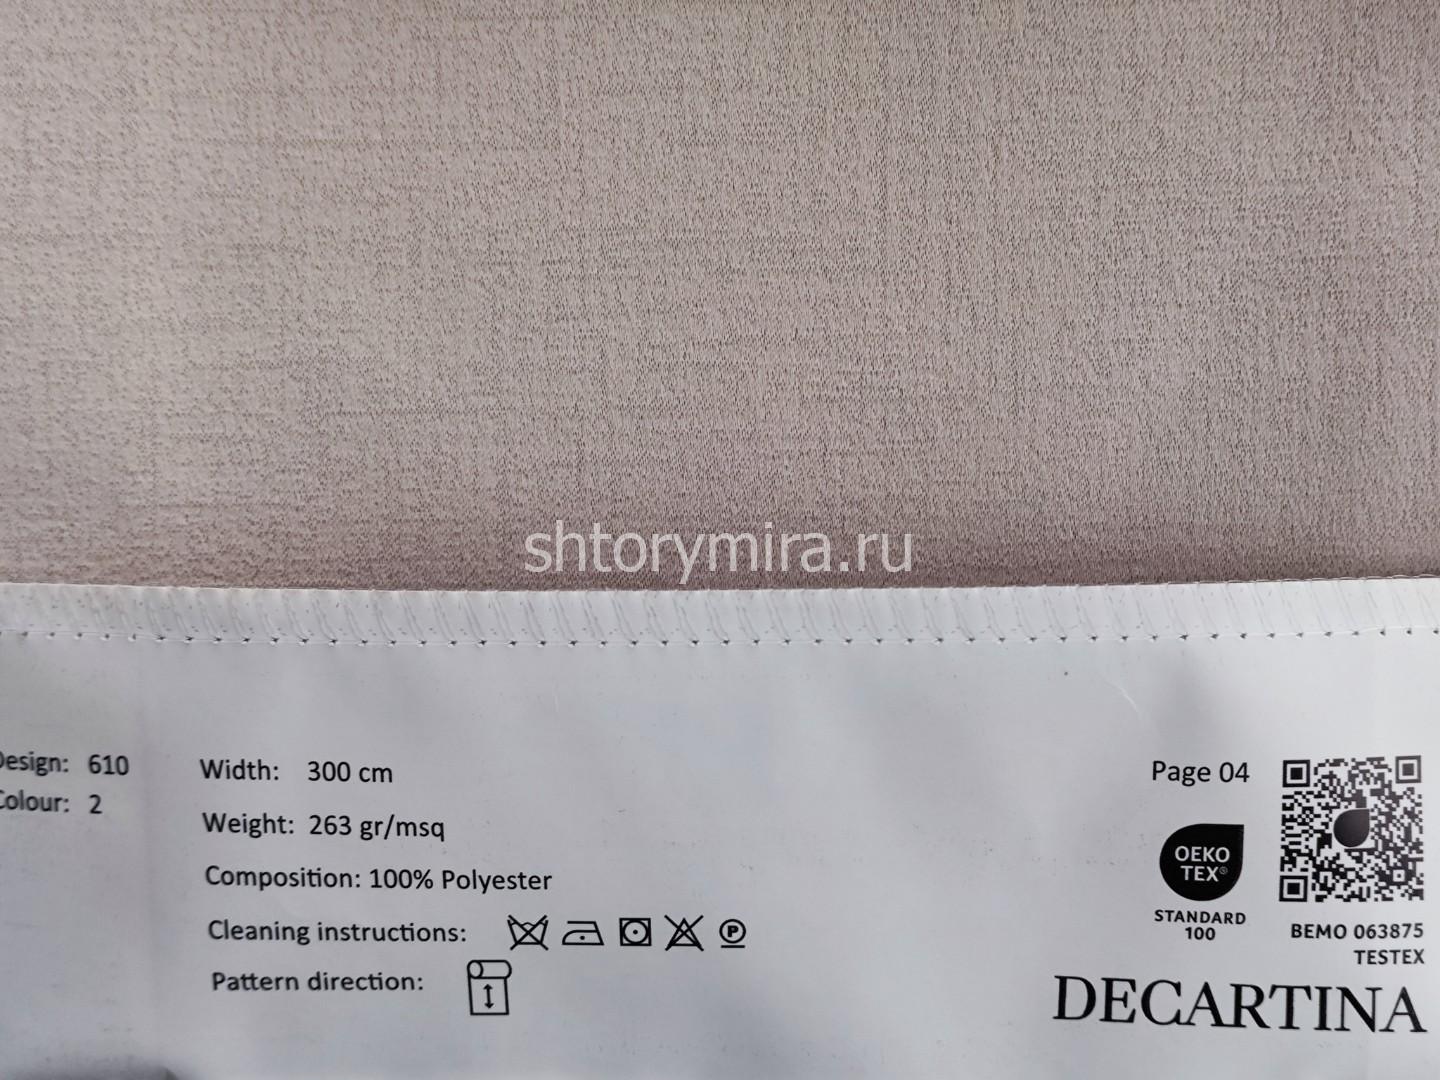 shtorymira.ru
Design: 610
Colour: 2
Width: 300 cm
Weight: 263 gr/msq
Composition: 100% Polyester
Cleaning instructions: P
Pattern direction:
Page 04
OEKO
TEX®
STANDARD
100
BEMO 063875
TESTEX
DECARTINA